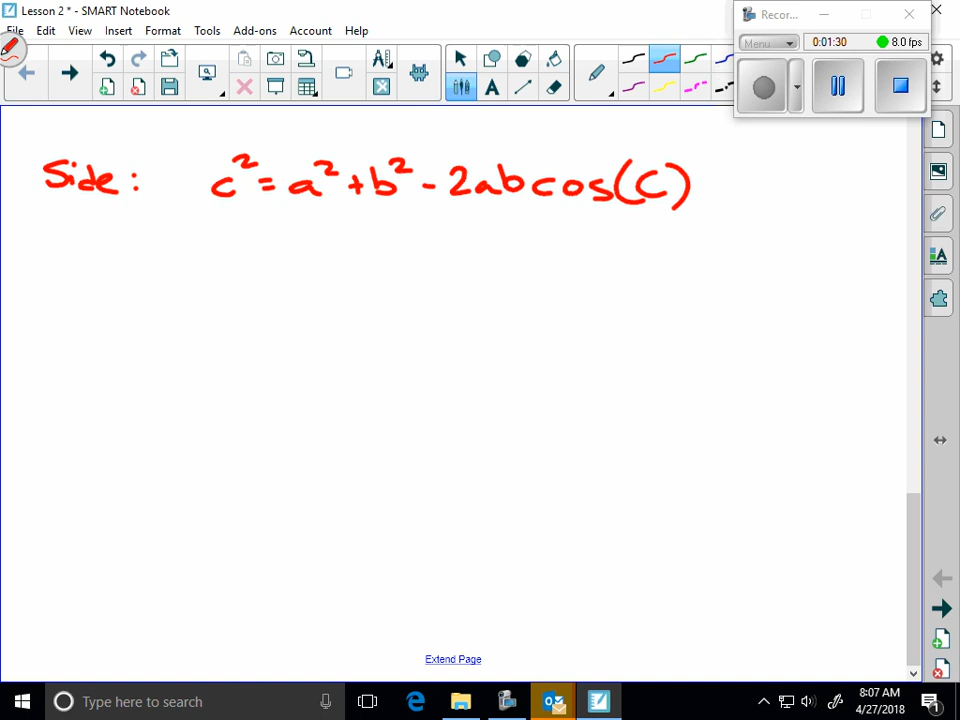 Lesson 2 * - SMART Notebook
Recor...
File Edit View Insert Format Tools Add-ons Account Help
Menu
0:01:30
8.0 fps
Side: c² = a² + b² - 2abcos(C)
Extend Page
Type here to search
8:07 AM
4/27/2018
1